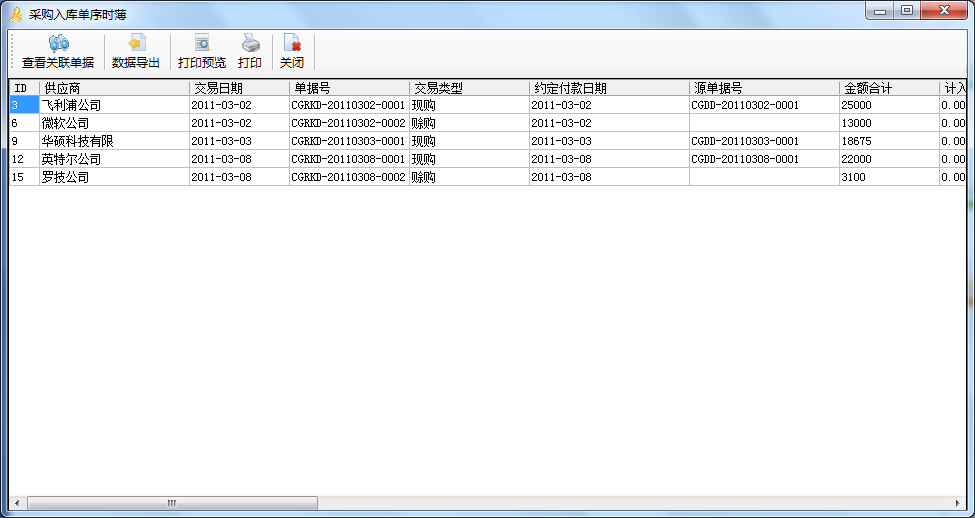 采购入库单序时薄
查看关联单据 数据导出 打印预览 打印 关闭
ID 供应商 交易日期 单据号 交易类型 约定付款日期 源单据号 金额合计 计入
3 飞利浦公司 2011-03-02 CGRKD-20110302-0001 现购 2011-03-02 CGDD-20110302-0001 25000 0.00
6 微软公司 2011-03-02 CGRKD-20110302-0002 赊购 2011-03-02 13000 0.00
9 华硕科技有限 2011-03-03 CGRKD-20110303-0001 现购 2011-03-03 CGDD-20110303-0001 18675 0.00
12 英特尔公司 2011-03-08 CGRKD-20110308-0001 现购 2011-03-08 CGDD-20110308-0001 22000 0.00
15 罗技公司 2011-03-08 CGRKD-20110308-0002 赊购 2011-03-08 3100 0.00